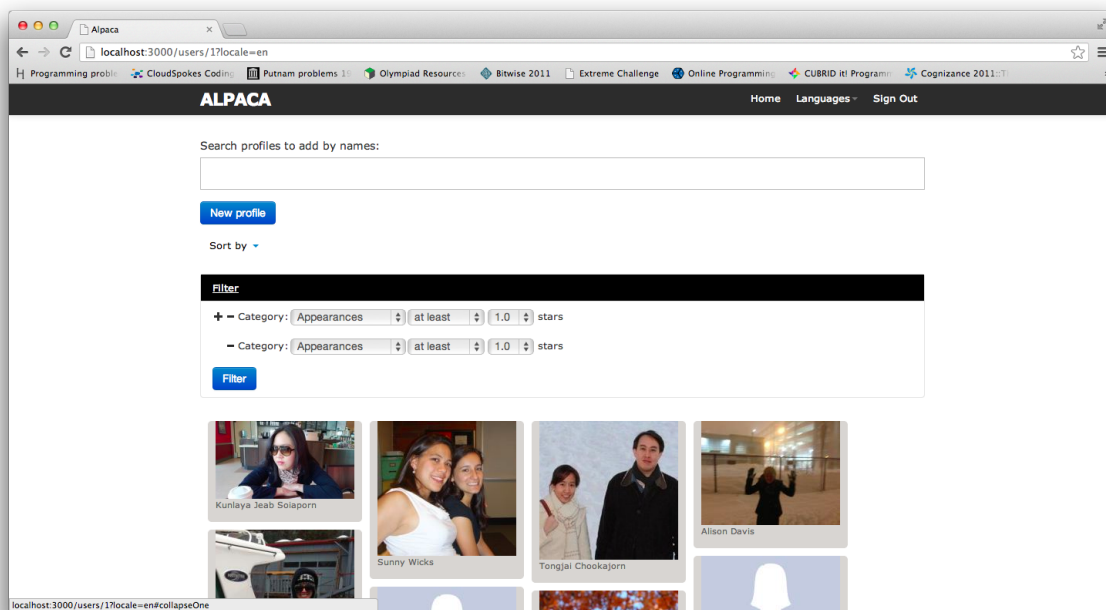 Alpaca
localhost:3000/users/1?locale=en
Programming proble CloudSpokes Coding Putnam problems 19 Olympiad Resources Bitwise 2011 Extreme Challenge Online Programming CUBRID it! Programm Cognizance 2011::T
ALPACA Home Languages Sign Out
Search profiles to add by names:
New profile
Sort by
Filter
Category: Appearances at least 1.0 stars
Category: Appearances at least 1.0 stars
Filter
Kunlaya Jeab Soiaporn
Sunny Wicks
Tongjai Chookajorn
Alison Davis
localhost:3000/users/1?locale=en#collapseOne